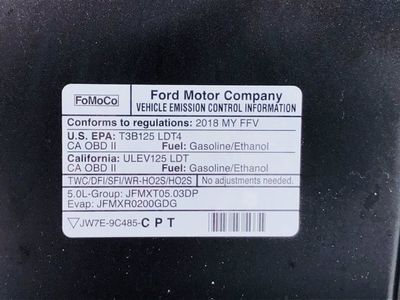 FoMoCo
Ford Motor Company
VEHICLE EMISSION CONTROL INFORMATION
Conforms to regulations: 2018 MY FFV
U.S. EPA: T3B125 LDT4
CA OBD II Fuel: Gasoline/Ethanol
California: ULEV125 LDT
CA OBD II Fuel: Gasoline/Ethanol
TWC/DFI/SFI/WR-HO2S/HO2S No adjustments needed.
5.0L-Group: JFMXT05.03DP
Evap: JFMXR0200GDG
▽JW7E-9C485-C P T